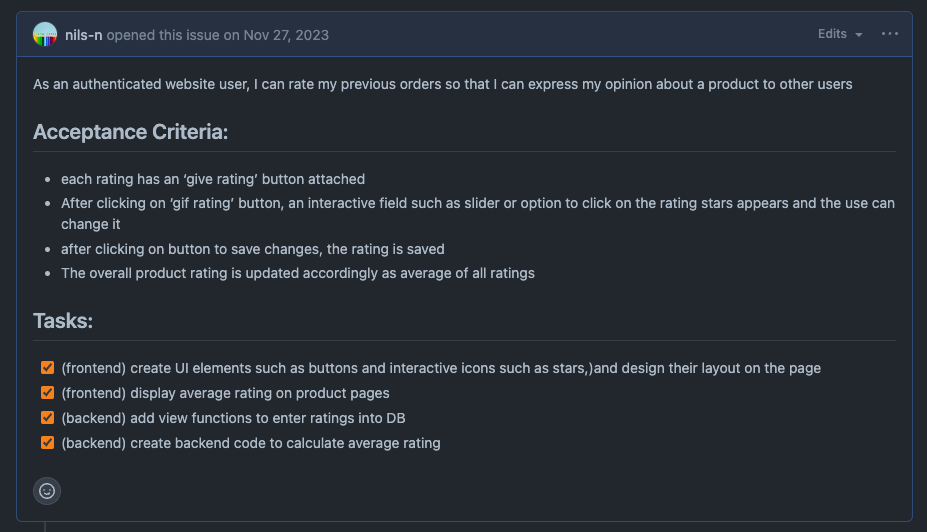 nils-n opened this issue on Nov 27, 2023
Edits
As an authenticated website user, I can rate my previous orders so that I can express my opinion about a product to other users
Acceptance Criteria:
each rating has an ‘give rating’ button attached
After clicking on ‘gif rating’ button, an interactive field such as slider or option to click on the rating stars appears and the use can
change it
after clicking on button to save changes, the rating is saved
The overall product rating is updated accordingly as average of all ratings
Tasks:
(frontend) create UI elements such as buttons and interactive icons such as stars,)and design their layout on the page
(frontend) display average rating on product pages
(backend) add view functions to enter ratings into DB
(backend) create backend code to calculate average rating